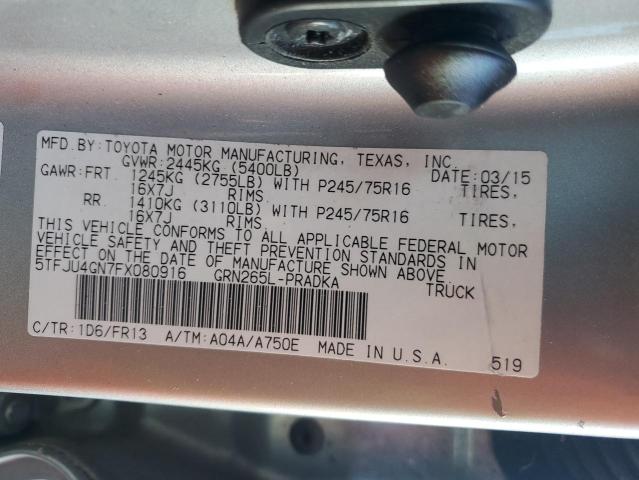 MFD.BY:TOYOTA MOTOR MANUFACTURING, TEXAS, INC.
GVWR:2445KG (5400LB) DATE:03/15
GAWR:FRT. 1245KG (2755LB) WITH P245/75R16 TIRES,
16X7J RIMS
RR. 1410KG (3110LB) WITH P245/75R16 TIRES,
16X7J RIMS
THIS VEHICLE CONFORMS TO ALL APPLICABLE FEDERAL MOTOR
VEHICLE SAFETY AND THEFT PREVENTION STANDARDS IN
EFFECT ON THE DATE OF MANUFACTURE SHOWN ABOVE.
5TFJU4GN7FX080916 GRN265L-PRADKA TRUCK
C/TR:1D6/FR13 A/TM:A04A/A750E MADE IN U.S.A. 519